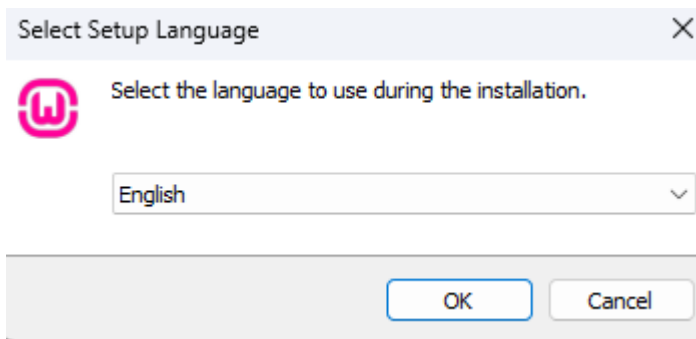 Select Setup Language
Select the language to use during the installation.
English
OK
Cancel